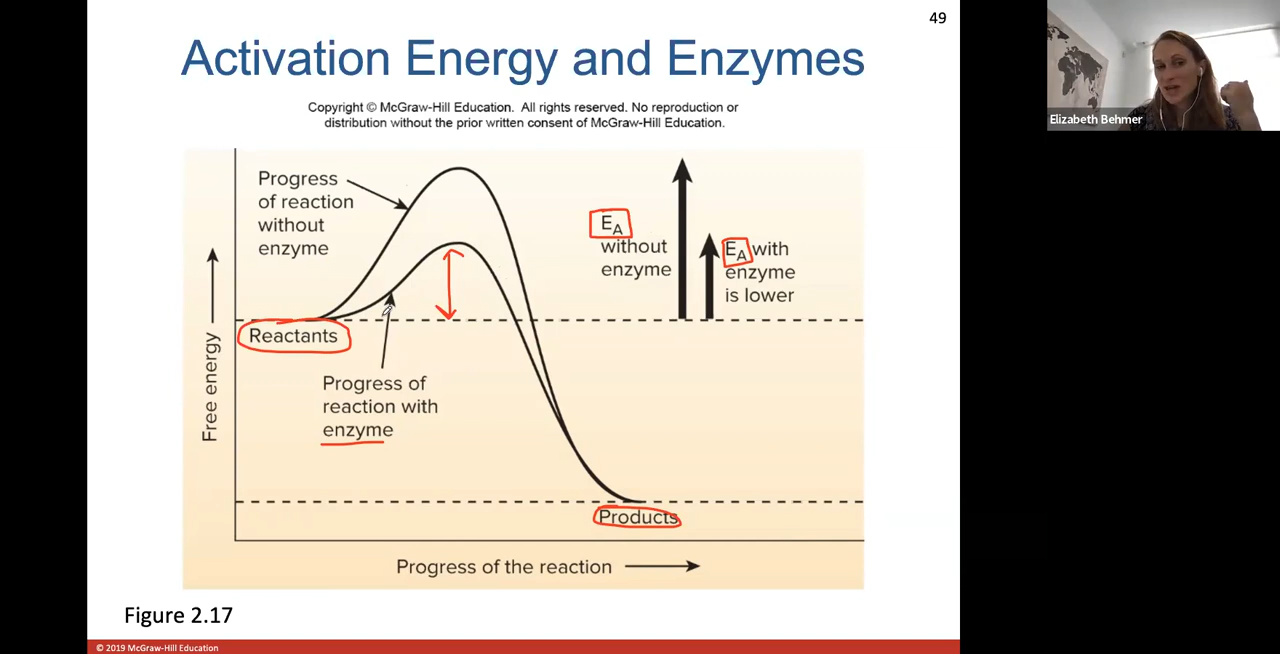 49
Activation Energy and Enzymes
Copyright © McGraw-Hill Education. All rights reserved. No reproduction or
distribution without the prior written consent of McGraw-Hill Education.
Elizabeth Behmer
Progress
of reaction
without
enzyme
EA
without
enzyme
EA with
enzyme
is lower
Free energy
Reactants
Progress of
reaction with
enzyme
Products
Progress of the reaction
Figure 2.17
© 2019 McGraw-Hill Education